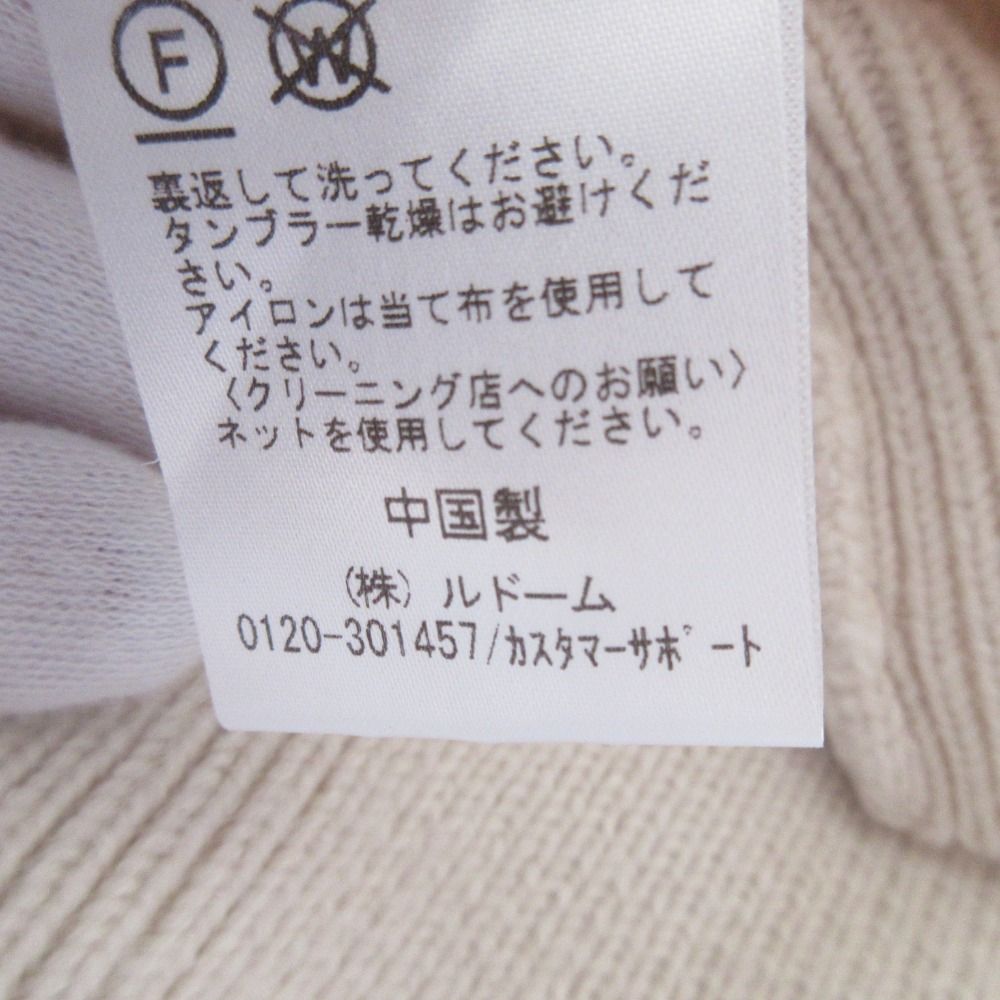 F
W
裏返して洗ってください。
タンブラー乾燥はお避けくだ
さい。
アイロンは当て布を使用して
ください。
〈クリーニング店へのお願い〉
ネットを使用してください。
中国製
(株) ルドーム
0120-301457/ｶｽﾀﾏｰｻﾎﾟｰﾄ